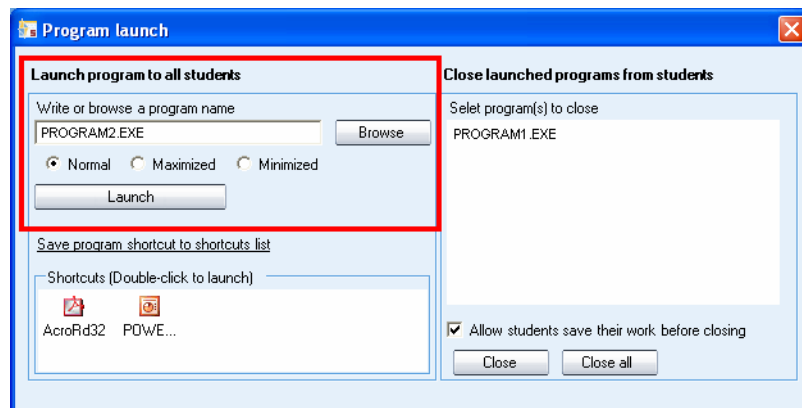 Program launch
Launch program to all students
Write or browse a program name
PROGRAM2.EXE
Browse
Normal Maximized Minimized
Launch
Save program shortcut to shortcuts list
Shortcuts (Double-click to launch)
AcroRd32 POWE...
Close launched programs from students
Selet program(s) to close
PROGRAM1.EXE
Allow students save their work before closing
Close Close all